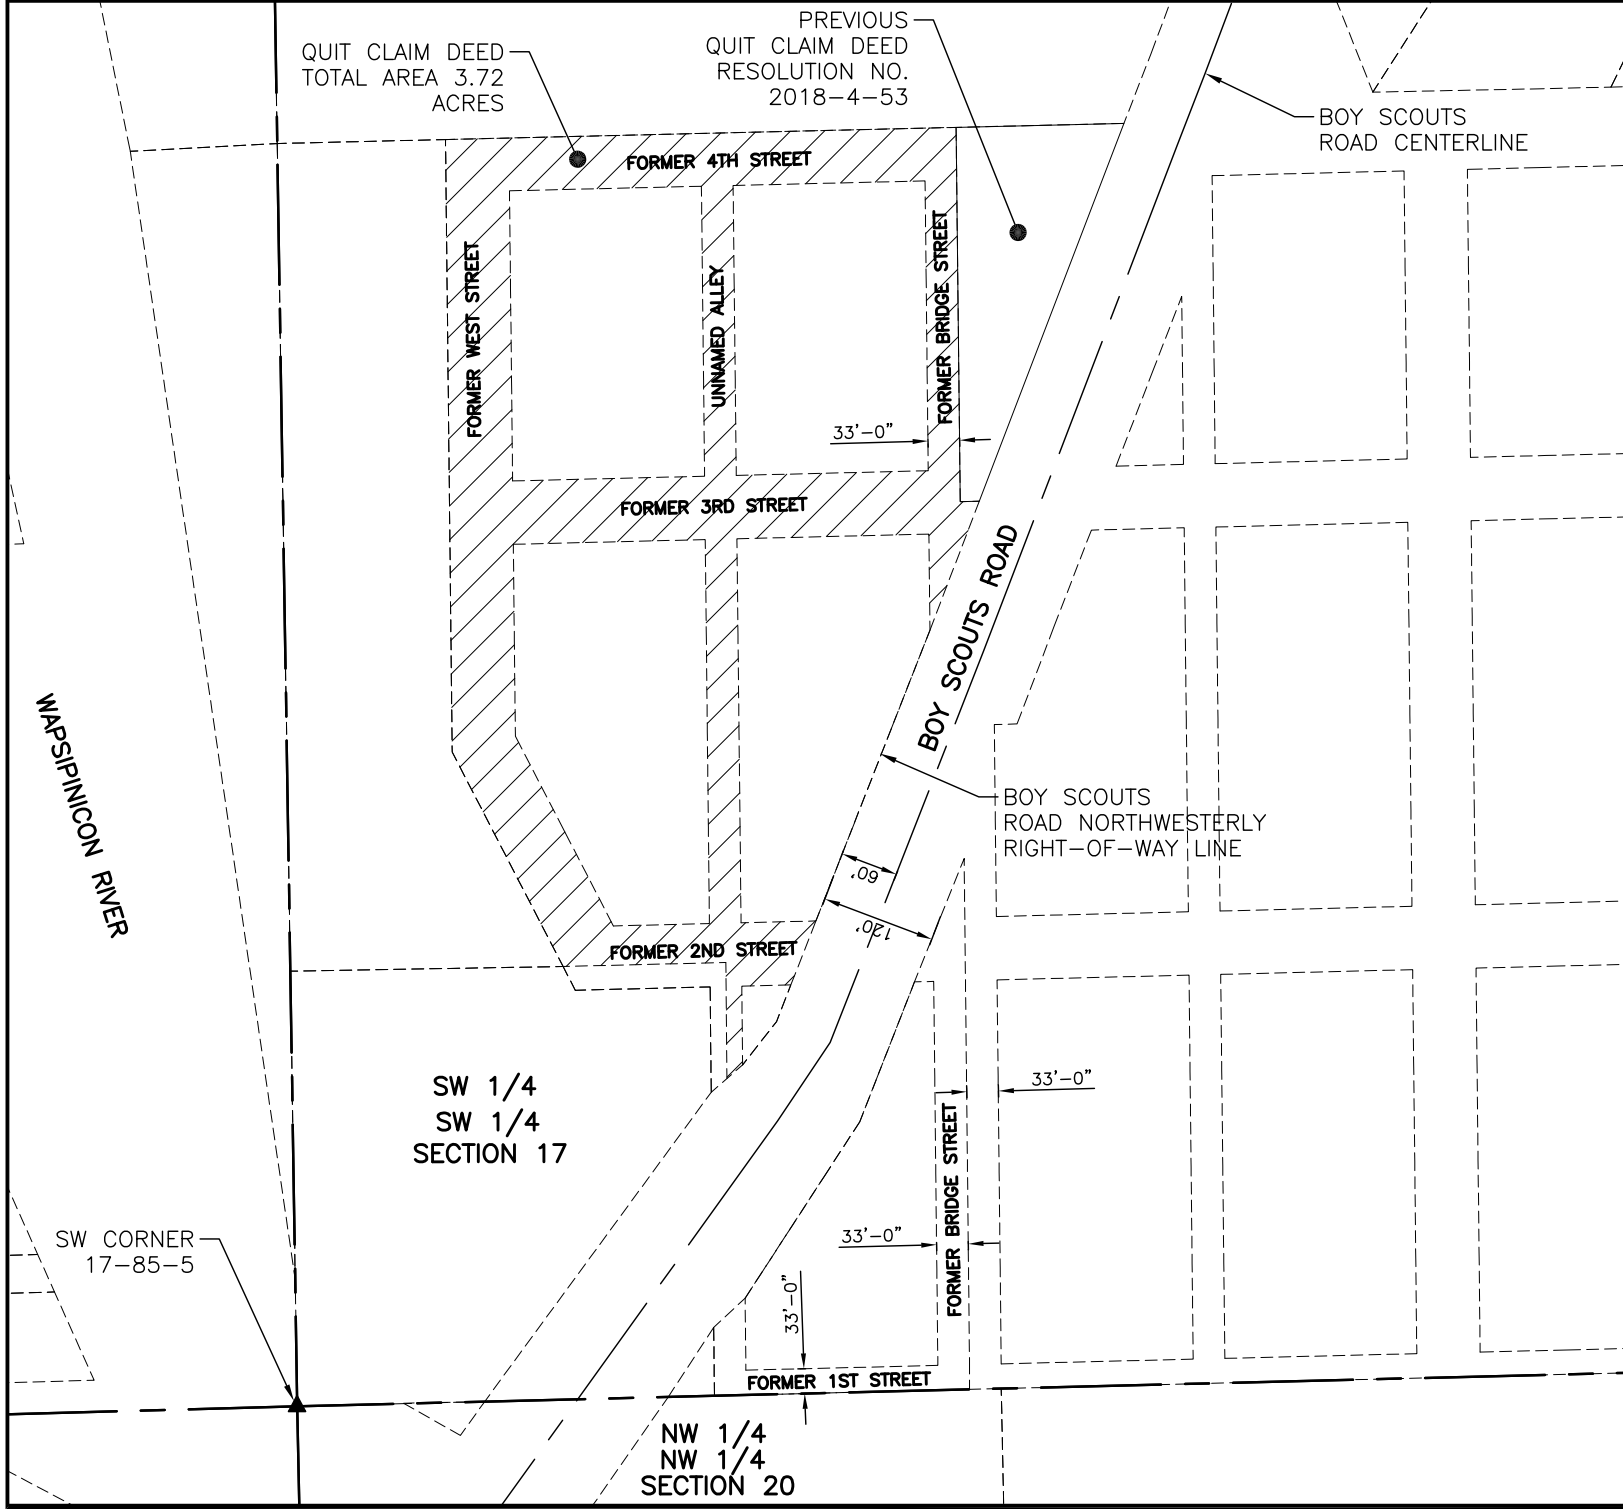 QUIT CLAIM DEED
TOTAL AREA 3.72
ACRES
PREVIOUS
QUIT CLAIM DEED
RESOLUTION NO.
2018-4-53
BOY SCOUTS
ROAD CENTERLINE
FORMER 4TH STREET
FORMER WEST STREET
UNNAMED ALLEY
FORMER BRIDGE STREET
33'-0"
FORMER 3RD STREET
BOY SCOUTS ROAD
WAPSIPINICON RIVER
BOY SCOUTS
ROAD NORTHWESTERLY
RIGHT-OF-WAY LINE
60'
120'
FORMER 2ND STREET
SW 1/4
SW 1/4
SECTION 17
33'-0"
FORMER BRIDGE STREET
SW CORNER
17-85-5
33'-0"
33'-0"
FORMER 1ST STREET
NW 1/4
NW 1/4
SECTION 20